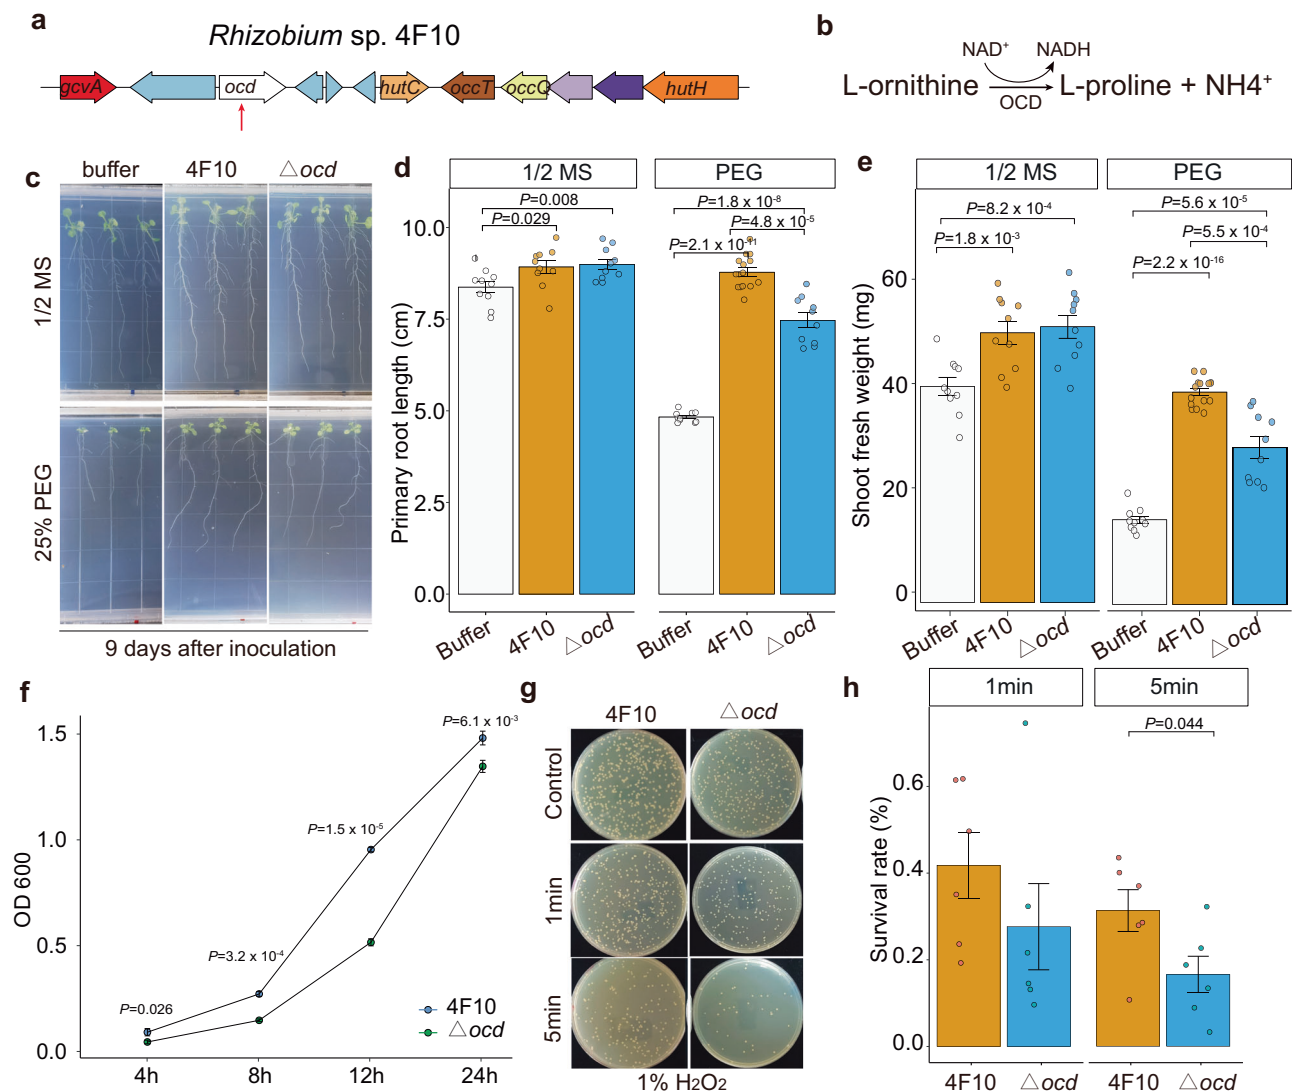 a
Rhizobium sp. 4F10
gcvA
ocd
hutC
occT
occQ
hutH
b
NAD⁺ NADH
L-ornithine L-proline + NH4⁺
OCD
c
buffer 4F10 △ocd
1/2 MS
25% PEG
9 days after inoculation
d
1/2 MS PEG
P=0.008
P=0.029
P=1.8 x 10⁻⁸
P=4.8 x 10⁻⁵
P=2.1 x 10⁻¹¹
Primary root length (cm)
10.0
7.5
5.0
2.5
0.0
Buffer 4F10 △ocd Buffer 4F10 △ocd
e
1/2 MS PEG
P=8.2 x 10⁻⁴
P=1.8 x 10⁻³
P=5.6 x 10⁻⁵
P=5.5 x 10⁻⁴
P=2.2 x 10⁻¹⁶
Shoot fresh weight (mg)
60
40
20
0
Buffer 4F10 △ocd Buffer 4F10 △ocd
f
P=6.1 x 10⁻³
P=1.5 x 10⁻⁵
P=3.2 x 10⁻⁴
P=0.026
OD 600
1.5
1.0
0.5
0.0
4F10
△ocd
4h 8h 12h 24h
g
4F10 △ocd
Control
1min
5min
1% H₂O₂
h
1min 5min
P=0.044
Survival rate (%)
0.6
0.4
0.2
0.0
4F10 △ocd 4F10 △ocd